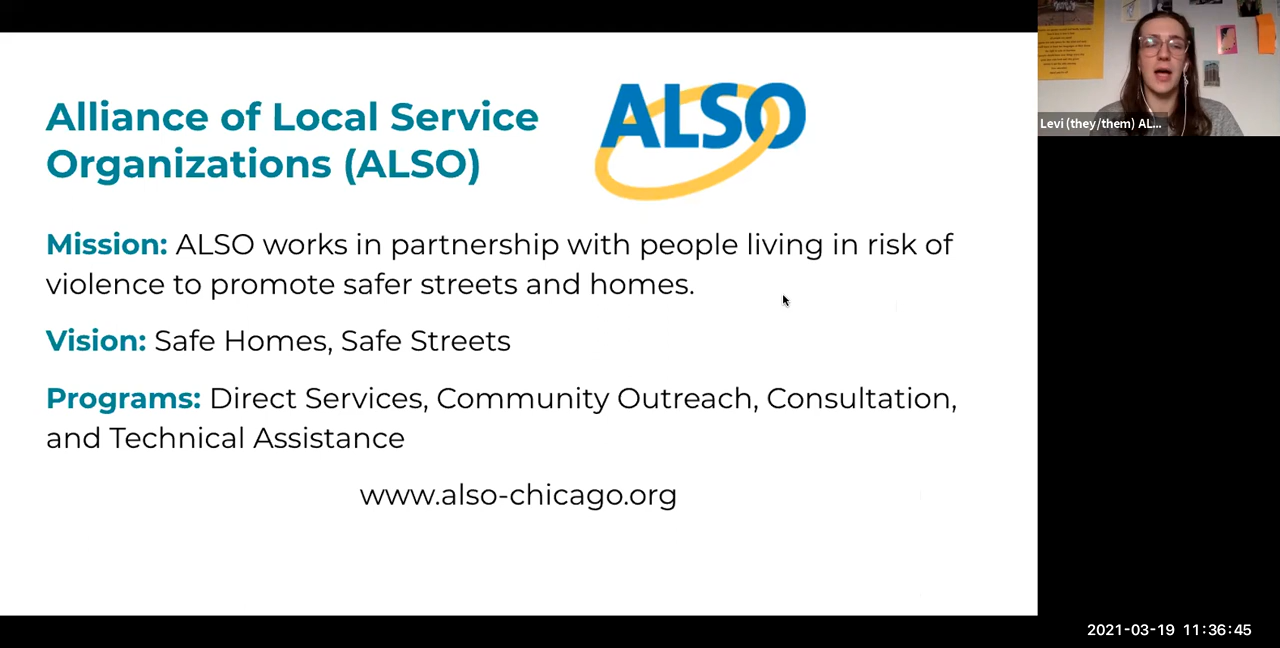 Alliance of Local Service
Organizations (ALSO)
ALSO
Mission: ALSO works in partnership with people living in risk of
violence to promote safer streets and homes.
Vision: Safe Homes, Safe Streets
Programs: Direct Services, Community Outreach, Consultation,
and Technical Assistance
www.also-chicago.org
Levi (they/them) AL...
2021-03-19 11:36:45